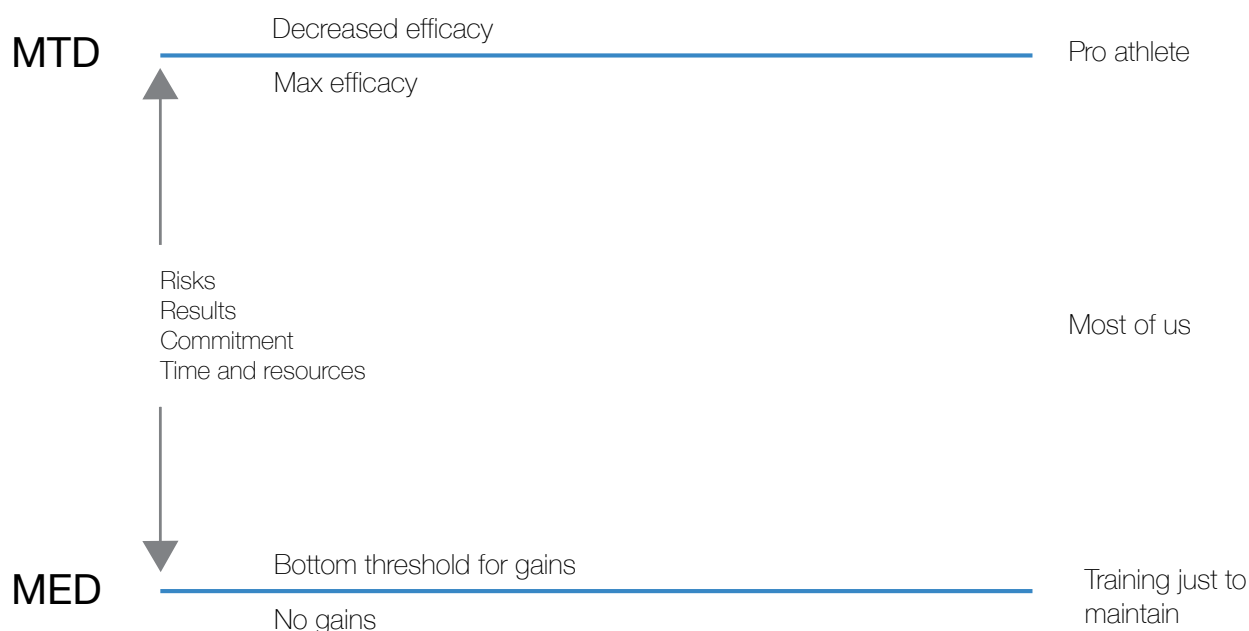 Decreased efficacy
MTD
Pro athlete
Max efficacy
Risks
Results
Commitment
Time and resources
Most of us
Bottom threshold for gains
MED
Training just to
maintain
No gains